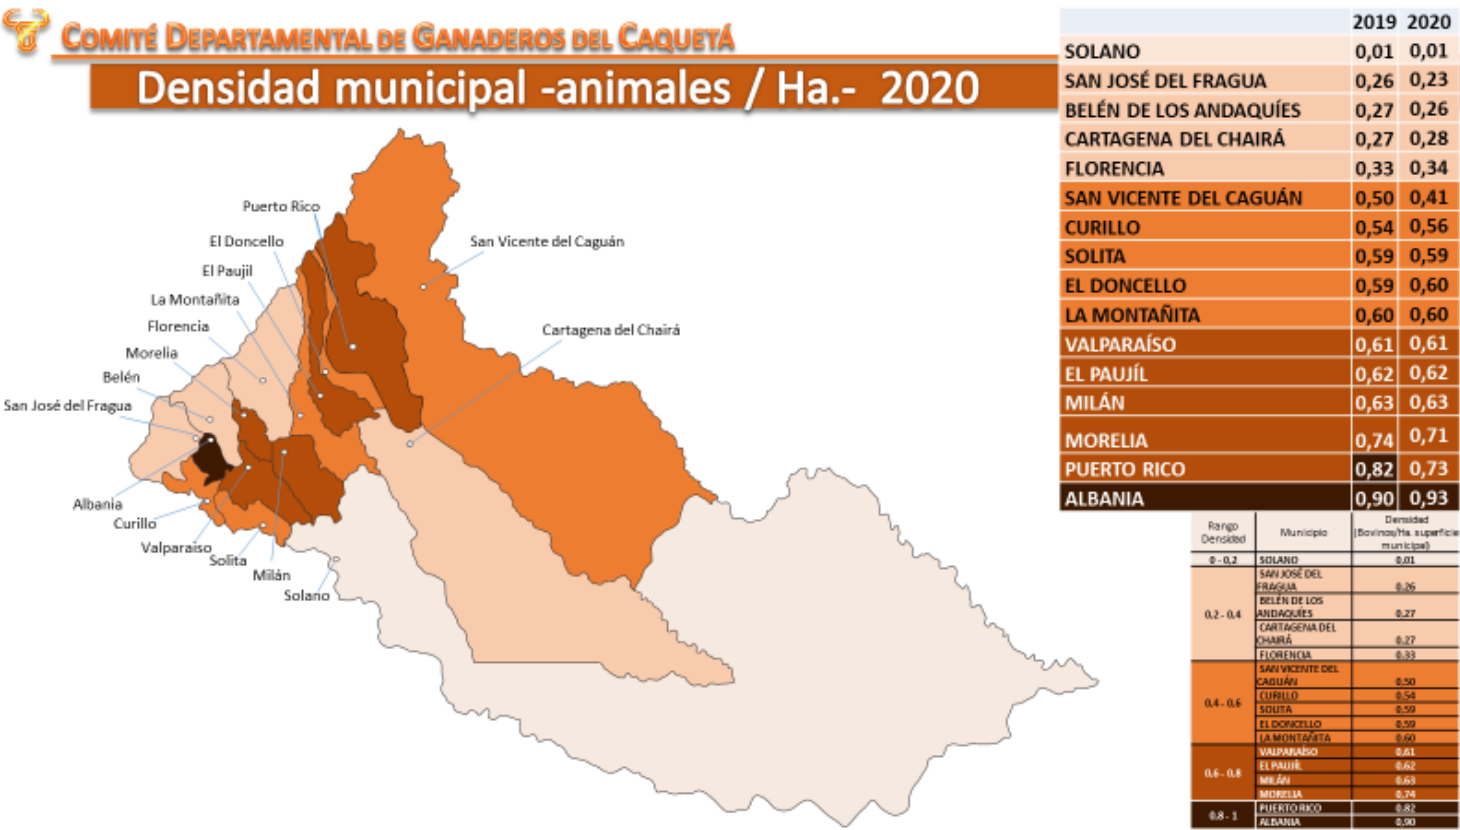 COMITÉ DEPARTAMENTAL DE GANADEROS DEL CAQUETÁ
Densidad municipal -animales / Ha.- 2020
2019 2020
SOLANO 0,01 0,01
SAN JOSÉ DEL FRAGUA 0,26 0,23
BELÉN DE LOS ANDAQUÍES 0,27 0,26
CARTAGENA DEL CHAIRÁ 0,27 0,28
FLORENCIA 0,33 0,34
SAN VICENTE DEL CAGUÁN 0,50 0,41
CURILLO 0,54 0,56
SOLITA 0,59 0,59
EL DONCELLO 0,59 0,60
LA MONTAÑITA 0,60 0,60
VALPARAÍSO 0,61 0,61
EL PAUJÍL 0,62 0,62
MILÁN 0,63 0,63
MORELIA 0,74 0,71
PUERTO RICO 0,82 0,73
ALBANIA 0,90 0,93
Puerto Rico
El Doncello
San Vicente del Caguán
El Paujil
La Montañita
Florencia
Cartagena del Chairá
Morelia
Belén
San José del Fragua
Albania
Curillo
Valparaíso
Solita
Milán
Solano
Rango
Densidad
Municipio
Densidad
(Bovinos/Ha. superficie
municipal)
0 - 0,2 SOLANO 0,01
0,2 - 0,4
SAN JOSÉ DEL
FRAGUA 0,26
BELÉN DE LOS
ANDAQUÍES 0,27
CARTAGENA DEL
CHAIRÁ 0,27
FLORENCIA 0,33
0,4 - 0,6
SAN VICENTE DEL
CAGUÁN 0,50
CURILLO 0,54
SOLITA 0,59
EL DONCELLO 0,59
LA MONTAÑITA 0,60
0,6 - 0,8
VALPARAÍSO 0,61
EL PAUJÍL 0,62
MILÁN 0,63
MORELIA 0,74
0,8 - 1
PUERTO RICO 0,82
ALBANIA 0,90